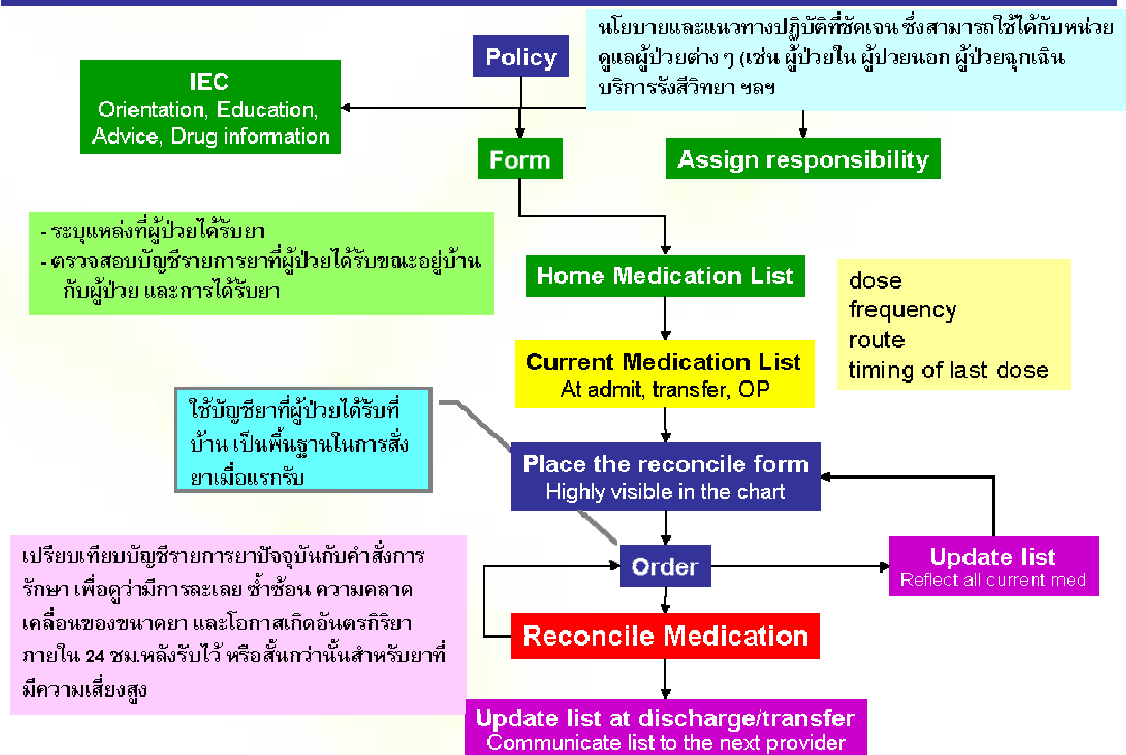 นโยบายและแนวทางปฏิบัติที่ชัดเจน ซึ่งสามารถใช้ได้กับหน่วย
ดูแลผู้ป่วยต่าง ๆ (เช่น ผู้ป่วยใน ผู้ปวยนอก ผู้ป่วยฉุกเฉิน
บริการรังสีวิทยา ฯลฯ
Policy
IEC
Orientation, Education,
Advice, Drug information
Form
Assign responsibility
- ระบุแหล่งที่ผู้ป่วยได้รับยา
- ตรวจสอบบัญชีรายการยาที่ผู้ป่วยได้รับขณะอยู่บ้าน
กับผู้ป่วย และการได้รับยา
Home Medication List
dose
frequency
route
timing of last dose
Current Medication List
At admit, transfer, OP
ใช้บัญชียาที่ผู้ป่วยได้รับที่
บ้าน เป็นพื้นฐานในการสั่ง
ยาเมื่อแรกรับ
Place the reconcile form
Highly visible in the chart
เปรียบเทียบบัญชีรายการยาปัจจุบันกับคำสั่งการ
รักษา เพื่อดูว่ามีการละเลย ซ้ำซ้อน ความคลาด
เคลื่อนของขนาดยา และโอกาสเกิดอันตรกิริยา
ภายใน 24 ชม.หลังรับไว้ หรือสั้นกว่านั้นสำหรับยาที่
มีความเสี่ยงสูง
Order
Update list
Reflect all current med
Reconcile Medication
Update list at discharge/transfer
Communicate list to the next provider